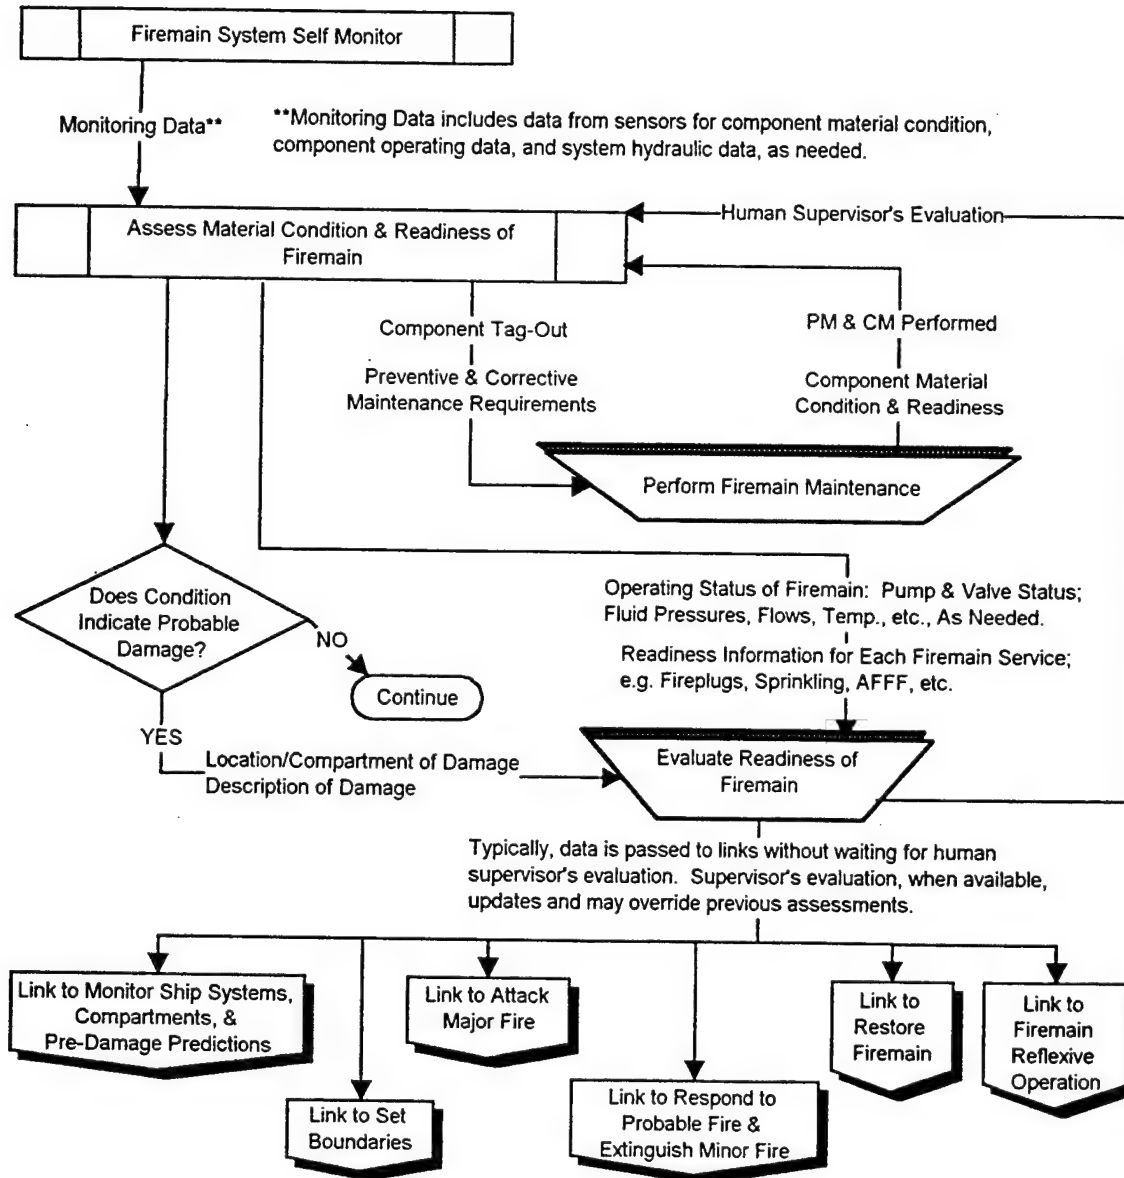 Firemain System Self Monitor
Monitoring Data**
**Monitoring Data includes data from sensors for component material condition,
component operating data, and system hydraulic data, as needed.
Human Supervisor's Evaluation
Assess Material Condition & Readiness of
Firemain
Component Tag-Out
Preventive & Corrective
Maintenance Requirements
PM & CM Performed
Component Material
Condition & Readiness
Perform Firemain Maintenance
Does Condition
Indicate Probable
Damage?
NO
Continue
YES
Operating Status of Firemain: Pump & Valve Status;
Fluid Pressures, Flows, Temp., etc., As Needed.
Readiness Information for Each Firemain Service;
e.g. Fireplugs, Sprinkling, AFFF, etc.
Location/Compartment of Damage
Description of Damage
Evaluate Readiness of
Firemain
Typically, data is passed to links without waiting for human
supervisor's evaluation. Supervisor's evaluation, when available,
updates and may override previous assessments.
Link to Monitor Ship Systems,
Compartments, &
Pre-Damage Predictions
Link to Set
Boundaries
Link to Attack
Major Fire
Link to Respond to
Probable Fire &
Extinguish Minor Fire
Link to
Restore
Firemain
Link to
Firemain
Reflexive
Operation